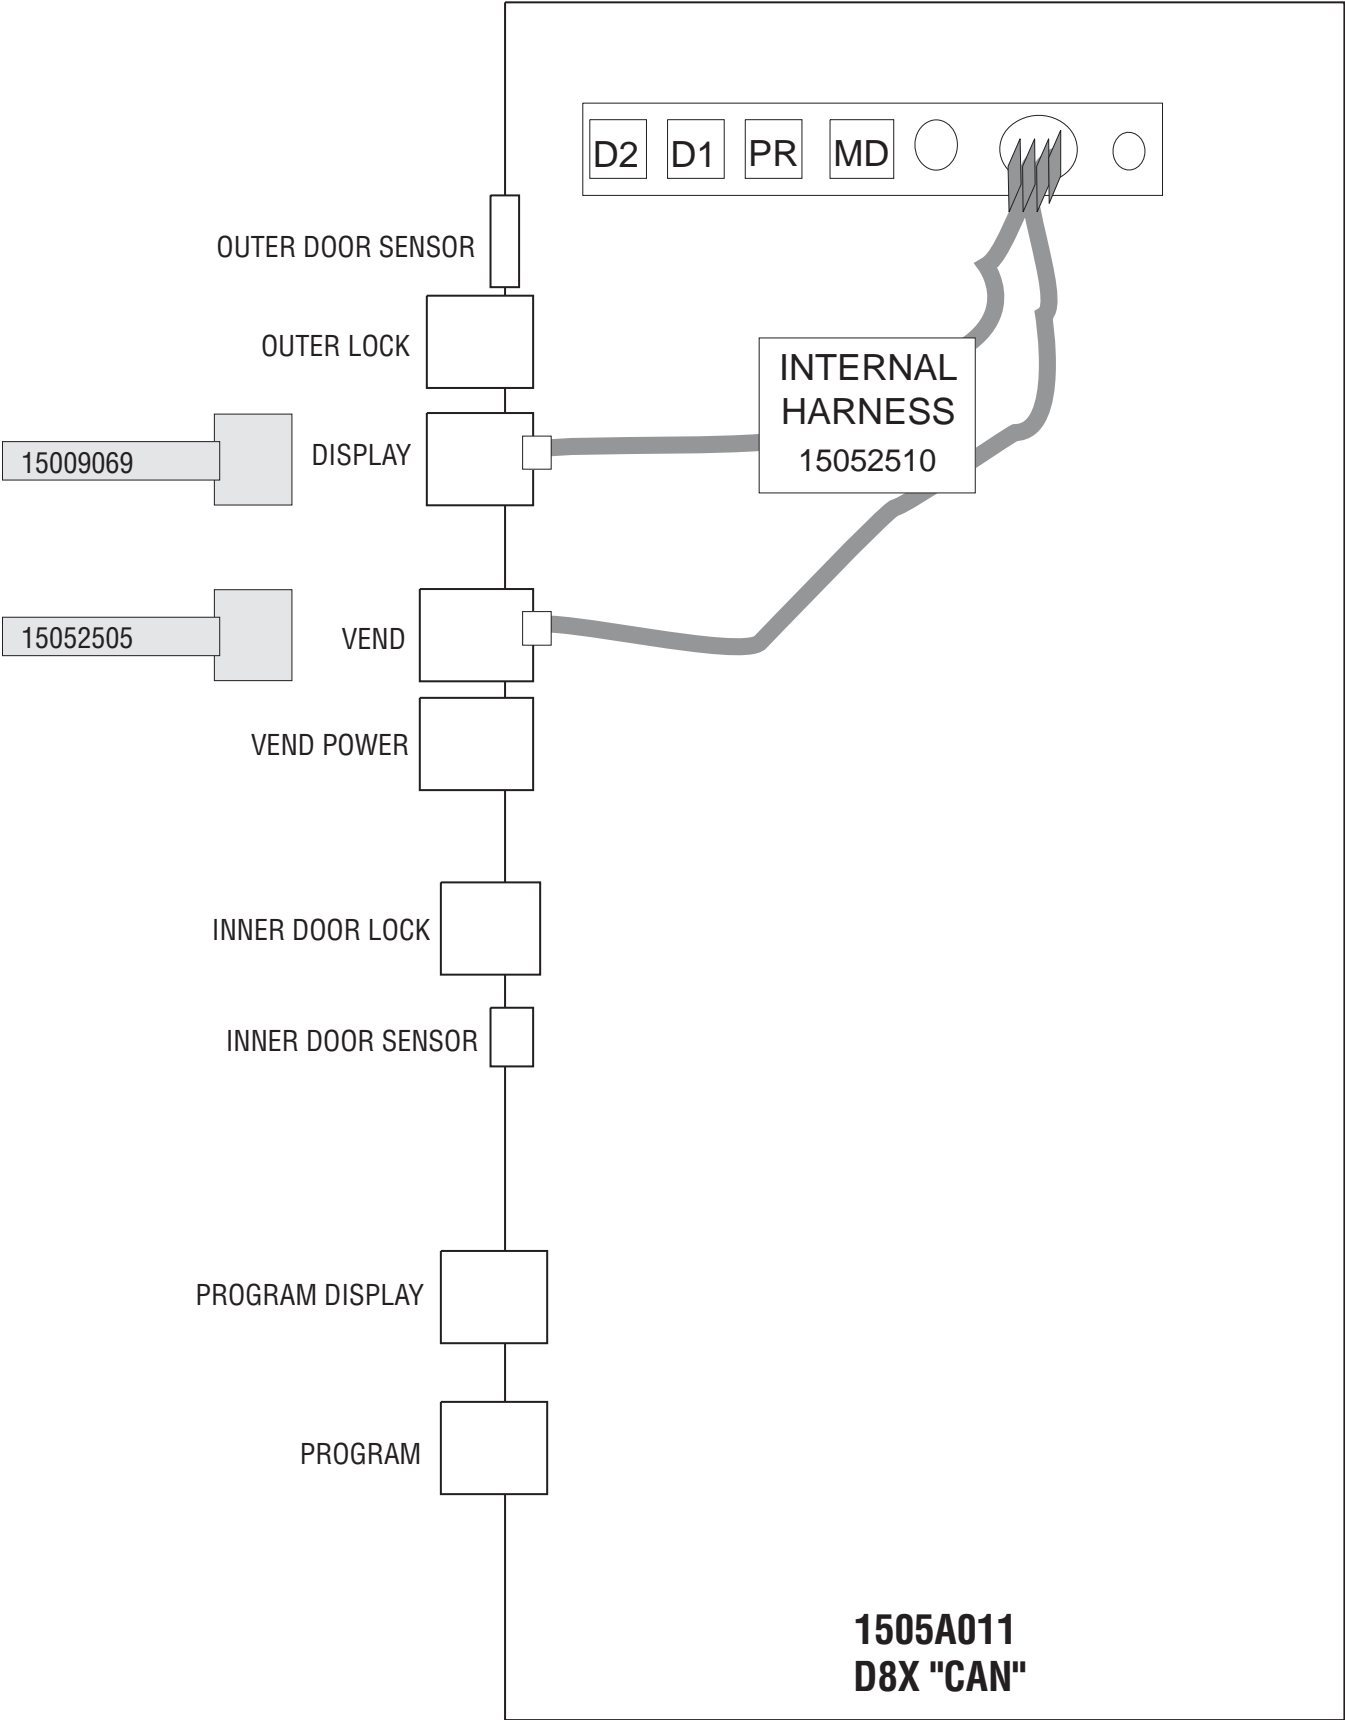 D2 D1 PR MD
OUTER DOOR SENSOR
OUTER LOCK
INTERNAL
HARNESS
15052510
15009069
DISPLAY
15052505
VEND
VEND POWER
INNER DOOR LOCK
INNER DOOR SENSOR
PROGRAM DISPLAY
PROGRAM
1505A011
D8X "CAN"